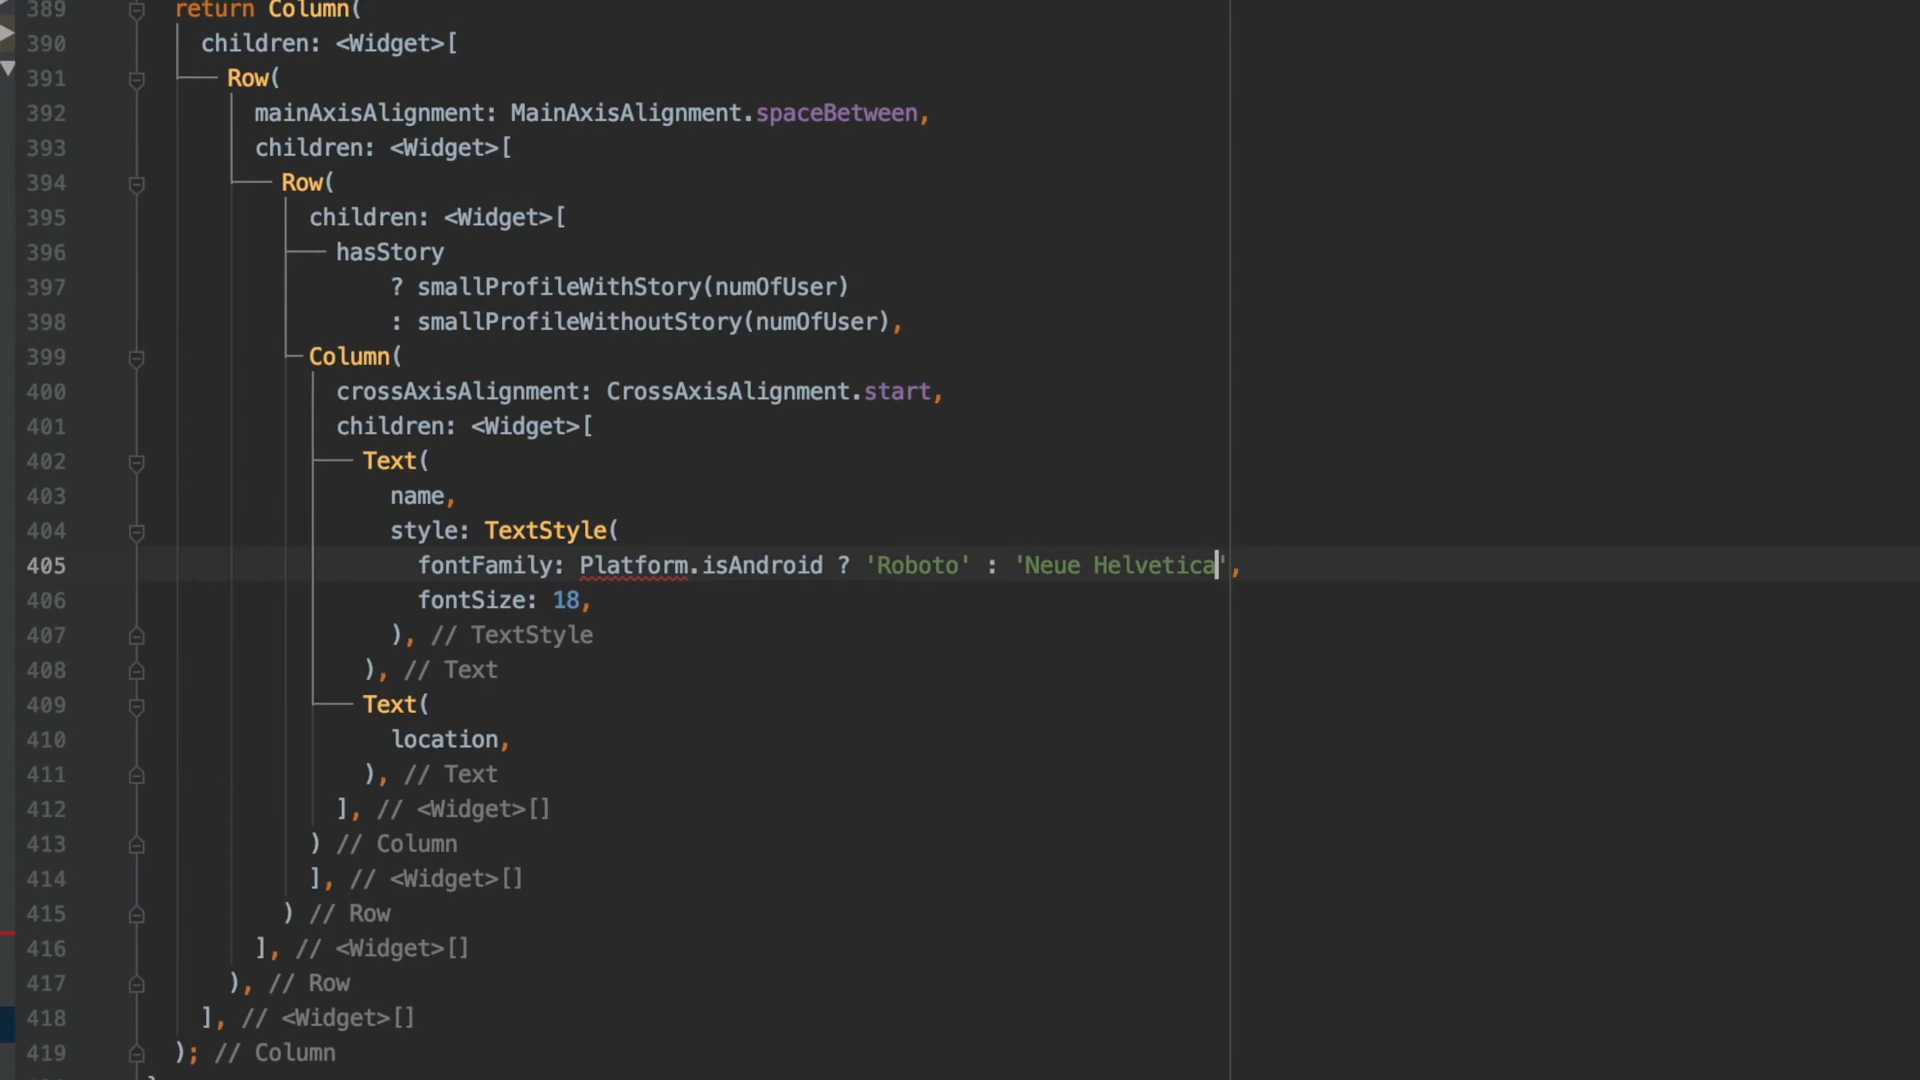 389 return Column(
390 children: <Widget>[
391 Row(
392 mainAxisAlignment: MainAxisAlignment.spaceBetween,
393 children: <Widget>[
394 Row(
395 children: <Widget>[
396 hasStory
397 ? smallProfileWithStory(numOfUser)
398 : smallProfileWithoutStory(numOfUser),
399 Column(
400 crossAxisAlignment: CrossAxisAlignment.start,
401 children: <Widget>[
402 Text(
403 name,
404 style: TextStyle(
405 fontFamily: Platform.isAndroid ? 'Roboto' : 'Neue Helvetica',
406 fontSize: 18,
407 ), // TextStyle
408 ), // Text
409 Text(
410 location,
411 ), // Text
412 ], // <Widget>[]
413 ) // Column
414 ], // <Widget>[]
415 ) // Row
416 ], // <Widget>[]
417 ), // Row
418 ], // <Widget>[]
419 ); // Column